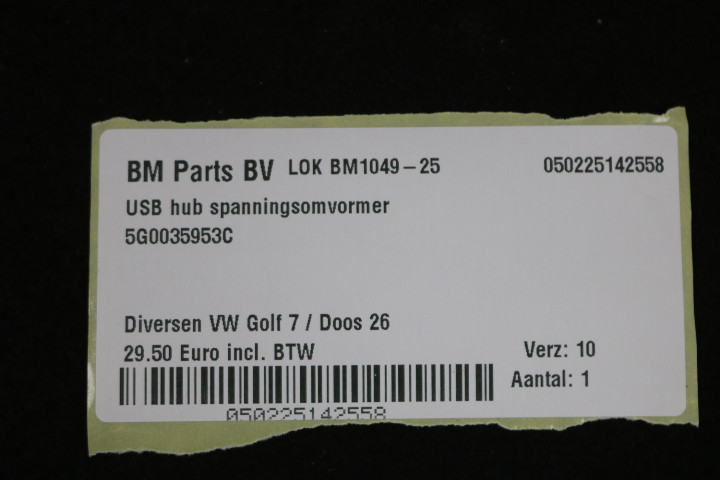 BM Parts BV LOK BM1049-25 050225142558
USB hub spanningsomvormer
5G0035953C
Diversen VW Golf 7 / Doos 26
29.50 Euro incl. BTW Verz: 10
Aantal: 1
050225142558